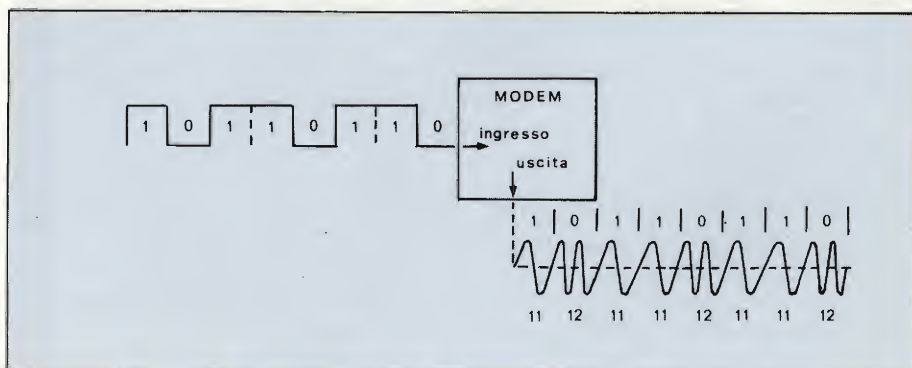 MODEM
1 0 1 1 0 1 1 0
ingresso
uscita
1 | 0 | 1 | 1 | 0 | 1 | 1 | 0 |
11 12 11 11 12 11 11 12